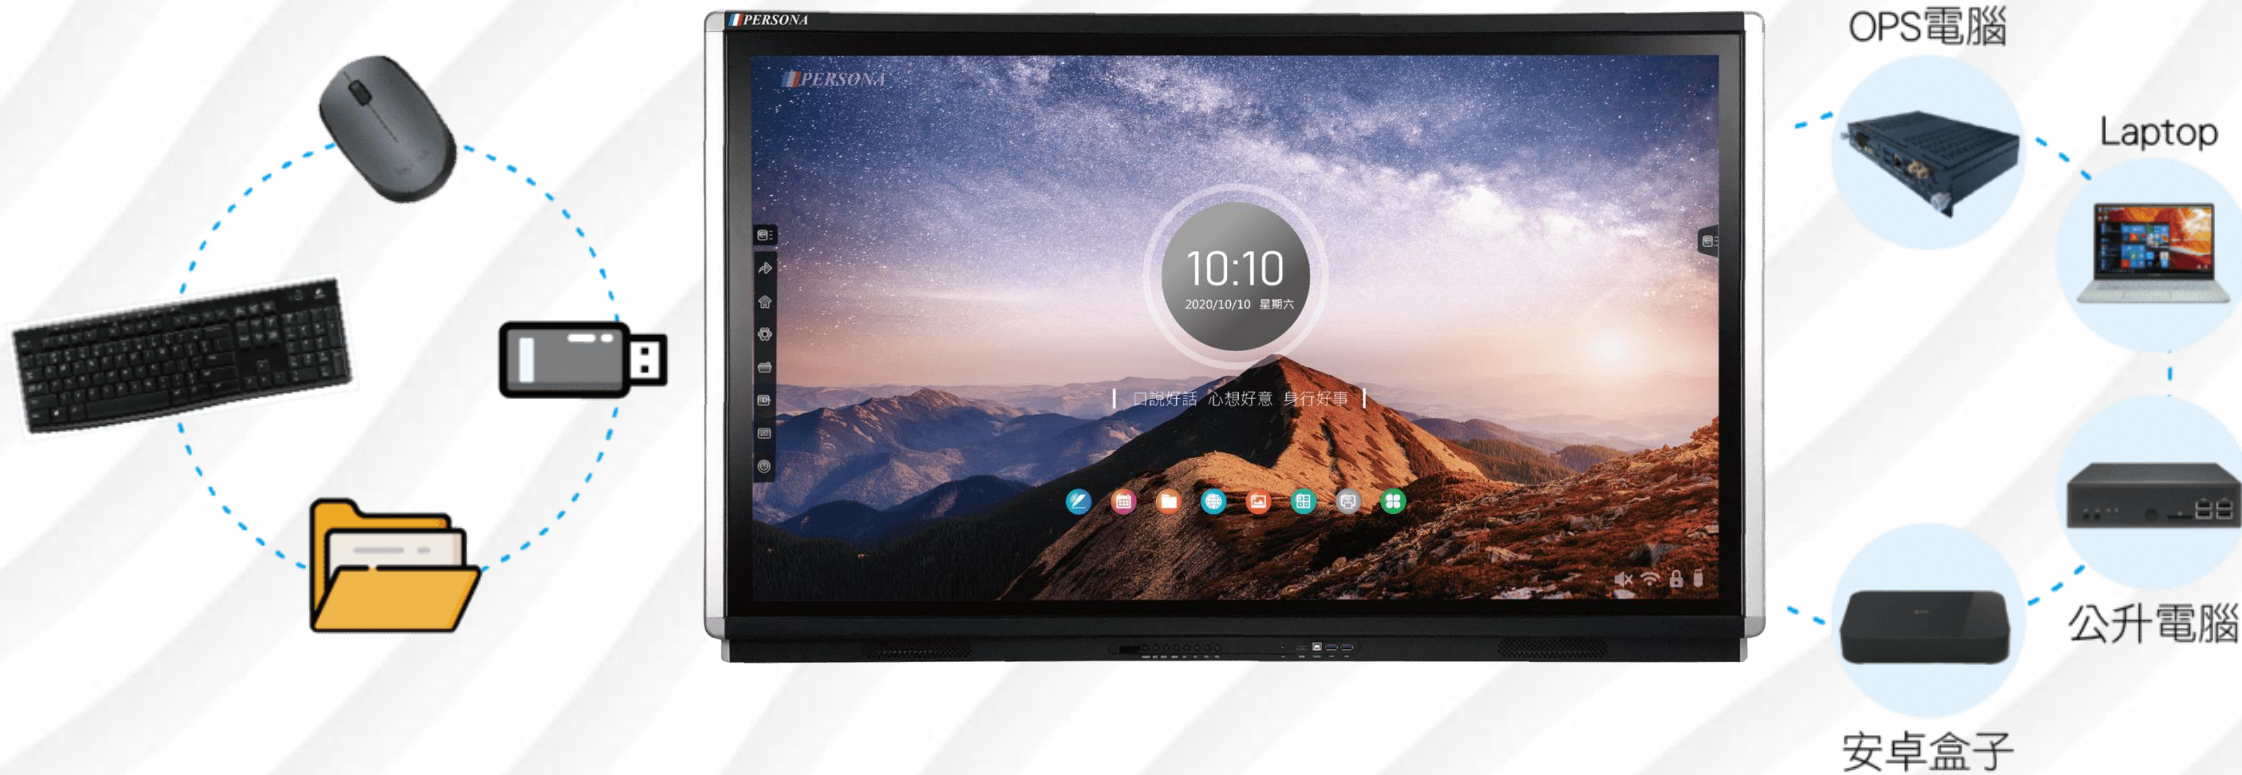 PERSONA
PERSONA
10:10
2020/10/10 星期六
口說好話 心想好意 身行好事
OPS電腦
Laptop
公升電腦
安卓盒子